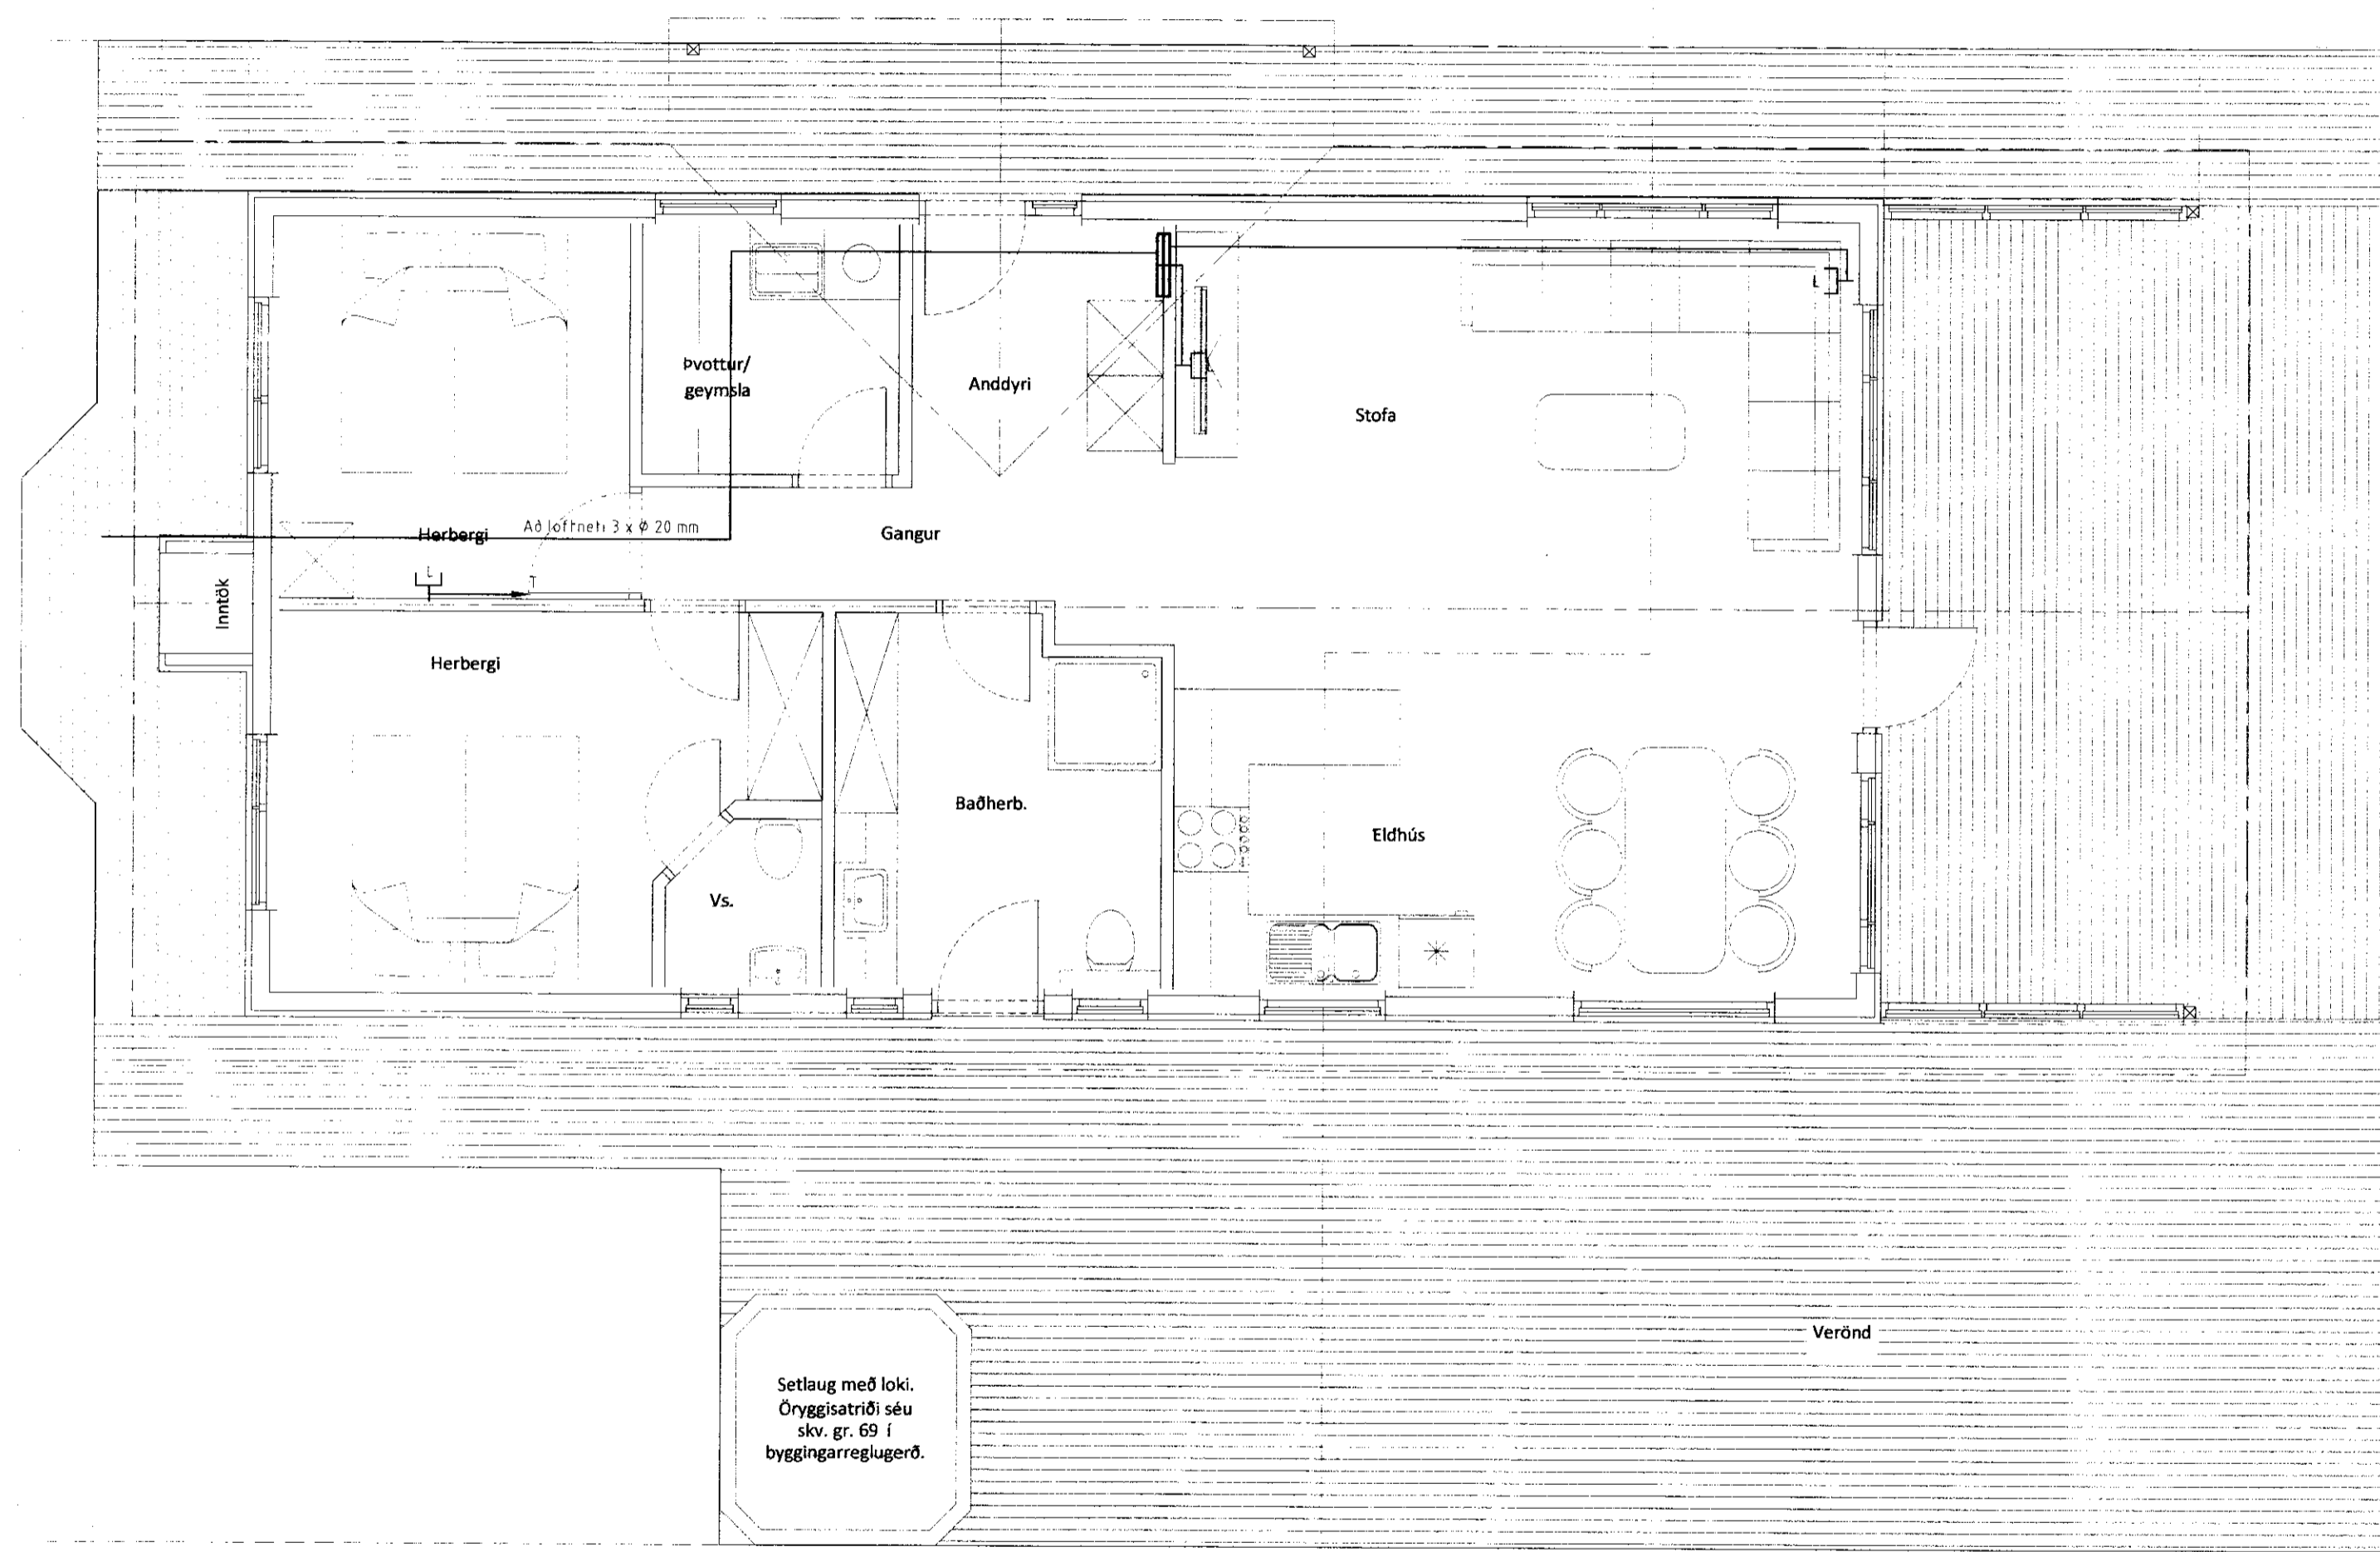 Þvottur/
geymsla
Anddyri
Stofa
Herbergi
Að loftneti 3 x ϕ 20 mm
Gangur
L
T
L
Inntök
Herbergi
Baðherb.
Eldhús
Vs.
Verönd
Setlaug með loki.
Öryggisatriði séu
skv. gr. 69 í
byggingarreglugerð.